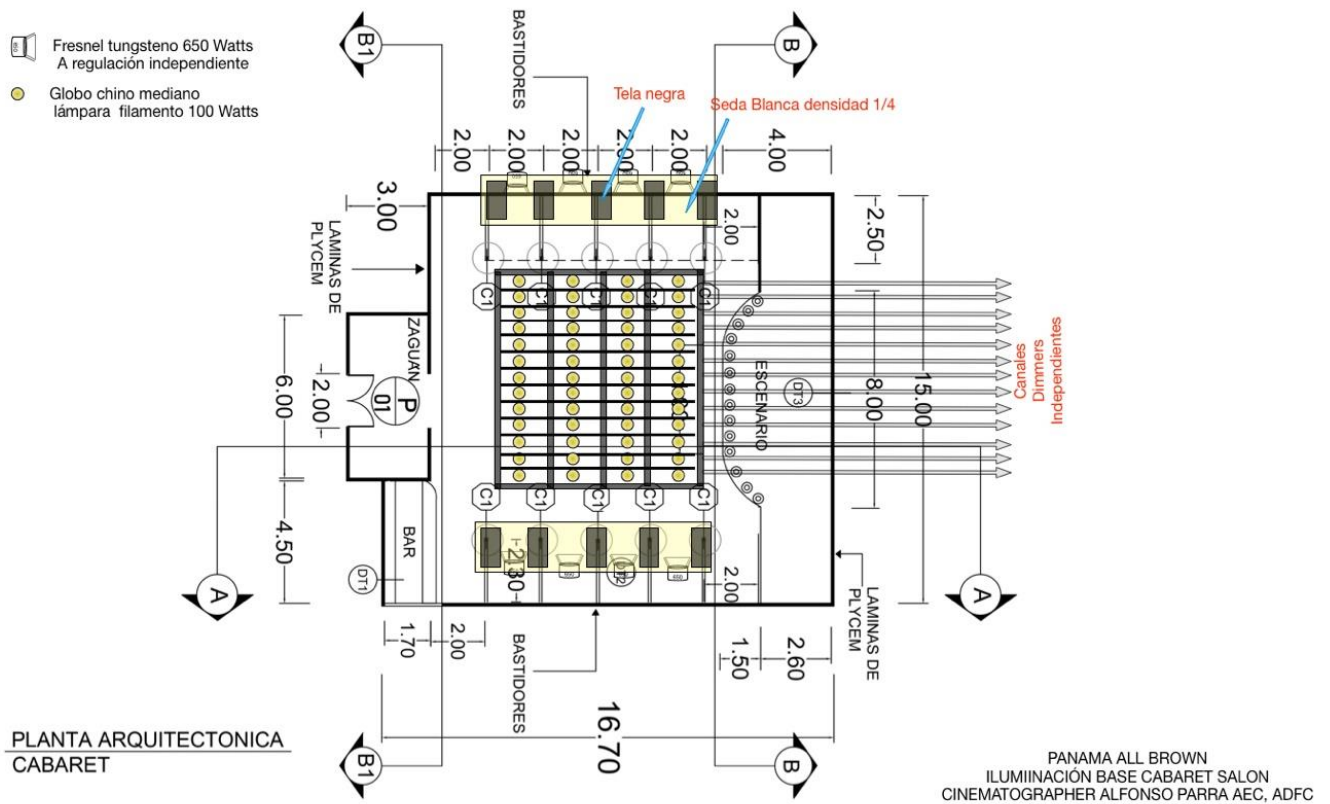 Fresnel tungsteno 650 Watts
A regulación independiente
Globo chino mediano
lámpara filamento 100 Watts
B1
B
BASTIDORES
Tela negra
Seda Blanca densidad 1/4
2.00
2.00
2.00
2.00
2.00
4.00
3.00
LAMINAS DE
PLYCEM
2.00
2.50
C1
C1
C1
C1
C1
ZAGUÁN
P
01
6.00
2.00
ESCENARIO
DT3
8.00
15.00
Canales
Dimmers
Independientes
C1
C1
C1
C1
C1
4.50
BAR
DT1
2.30
DT2
650
650
2.00
A
A
LAMINAS DE
PLYCEM
1.70
2.00
BASTIDORES
1.50
2.60
16.70
B1
B
PLANTA ARQUITECTONICA
CABARET
PANAMA ALL BROWN
ILUMIINACIÓN BASE CABARET SALON
CINEMATOGRAPHER ALFONSO PARRA AEC, ADFC